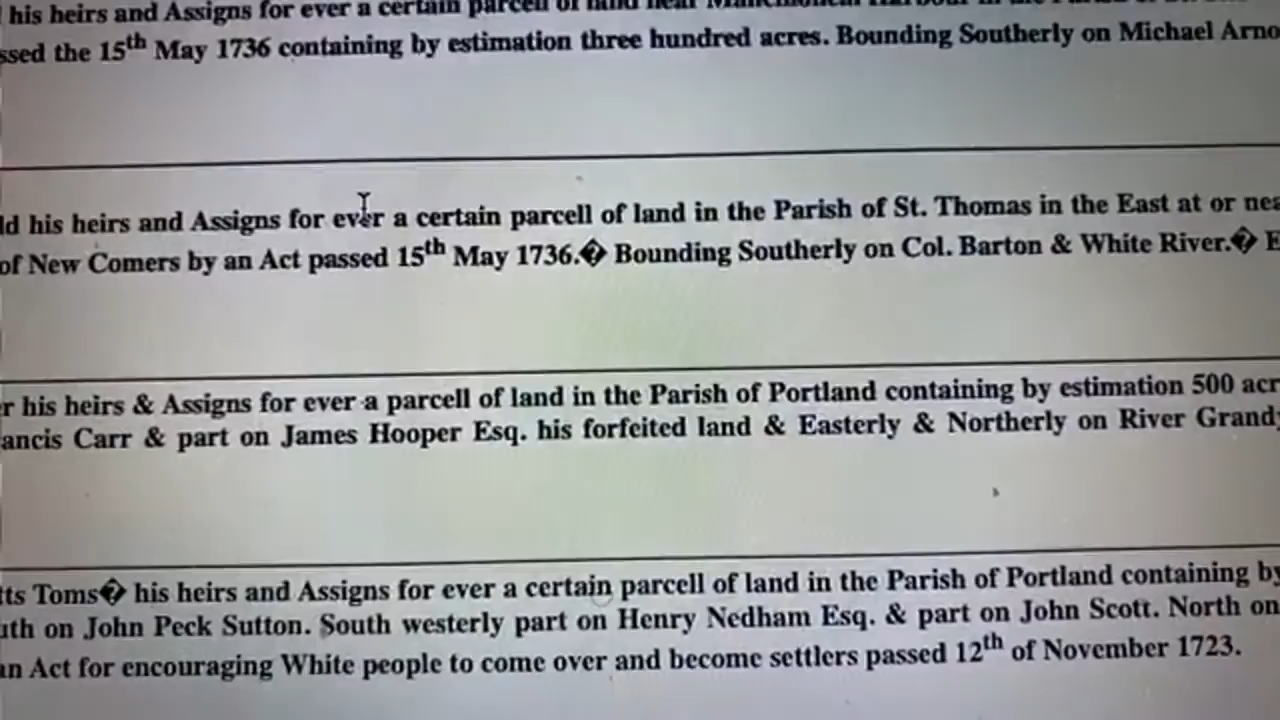 his heirs and Assigns for ever a certain parcell of land near
ssed the 15th May 1736 containing by estimation three hundred acres. Bounding Southerly on Michael Arno
ld his heirs and Assigns for ever a certain parcell of land in the Parish of St. Thomas in the East at or nea
of New Comers by an Act passed 15th May 1736.� Bounding Southerly on Col. Barton & White River.� E
r his heirs & Assigns for ever a parcell of land in the Parish of Portland containing by estimation 500 acr
ancis Carr & part on James Hooper Esq. his forfeited land & Easterly & Northerly on River Grand
tts Toms� his heirs and Assigns for ever a certain parcell of land in the Parish of Portland containing by
uth on John Peck Sutton. South westerly part on Henry Nedham Esq. & part on John Scott. North on
an Act for encouraging White people to come over and become settlers passed 12th of November 1723.